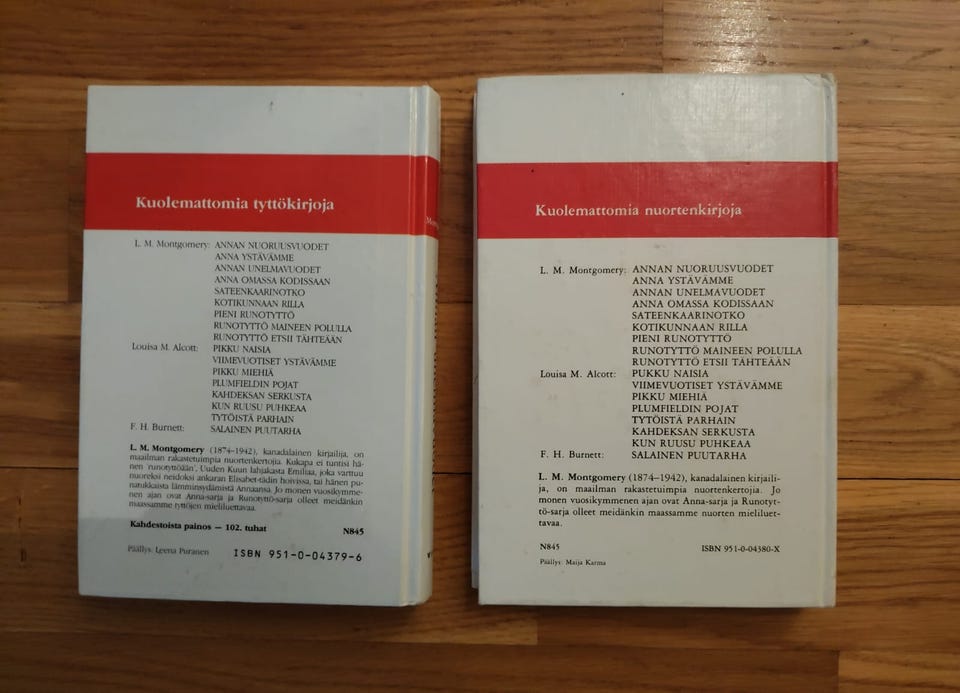 Kuolemattomia tyttökirjoja
L. M. Montgomery: ANNAN NUORUUSVUODET
ANNA YSTÄVÄMME
ANNAN UNELMAVUODET
ANNA OMASSA KODISSAAN
SATEENKAARINOTKO
KOTIKUNNAAN RILLA
PIENI RUNOTYTTÖ
RUNOTYTTÖ MAINEEN POLULLA
RUNOTYTTÖ ETSII TÄHTEÄÄN
Louisa M. Alcott: PIKKU NAISIA
VIIMEVUOTISET YSTÄVÄMME
PIKKU MIEHIÄ
PLUMFIELDIN POJAT
KAHDEKSAN SERKUSTA
KUN RUUSU PUHKEAA
TYTÖISTÄ PARHAIN
F. H. Burnett: SALAINEN PUUTARHA
L. M. Montgomery (1874–1942), kanadalainen kirjailija, on
maailman rakastetuimpia nuortenkertojia. Kukapa ei tuntisi hä-
nen 'runotyttöään', Uuden Kuun lahjakasta Emiliaa, joka varttuu
nuoreksi neidoksi ankaran Elisabet-tädin hoivissa, tai hänen pu-
natukkaista lämminsydämistä Annaansa. Jo monen vuosikymme-
nen ajan ovat Anna-sarja ja Runotyttö-sarja olleet meidänkin
maassamme tyttöjen mieliluettavaa.
Kahdestoista painos – 102. tuhat N845
Päällys: Leena Puranen ISBN 951-0-04379-6
Kuolemattomia nuortenkirjoja
L. M. Montgomery: ANNAN NUORUUSVUODET
ANNA YSTÄVÄMME
ANNAN UNELMAVUODET
ANNA OMASSA KODISSAAN
SATEENKAARINOTKO
KOTIKUNNAAN RILLA
PIENI RUNOTYTTÖ
RUNOTYTTÖ MAINEEN POLULLA
RUNOTYTTÖ ETSII TÄHTEÄÄN
Louisa M. Alcott: PUKKU NAISIA
VIIMEVUOTISET YSTÄVÄMME
PIKKU MIEHIÄ
PLUMFIELDIN POJAT
TYTÖISTÄ PARHAIN
KAHDEKSAN SERKUSTA
KUN RUUSU PUHKEAA
F. H. Burnett: SALAINEN PUUTARHA
L. M. Montgomery (1874–1942), kanadalainen kirjaili-
ja, on maailman rakastetuimpia nuortenkertojia. Jo
monen vuosikymmenen ajan ovat Anna-sarja ja Runotyt-
tö-sarja olleet meidänkin maassamme nuorten mieliluet-
tavaa.
N845 ISBN 951-0-04380-X
Päällys: Maija Karma